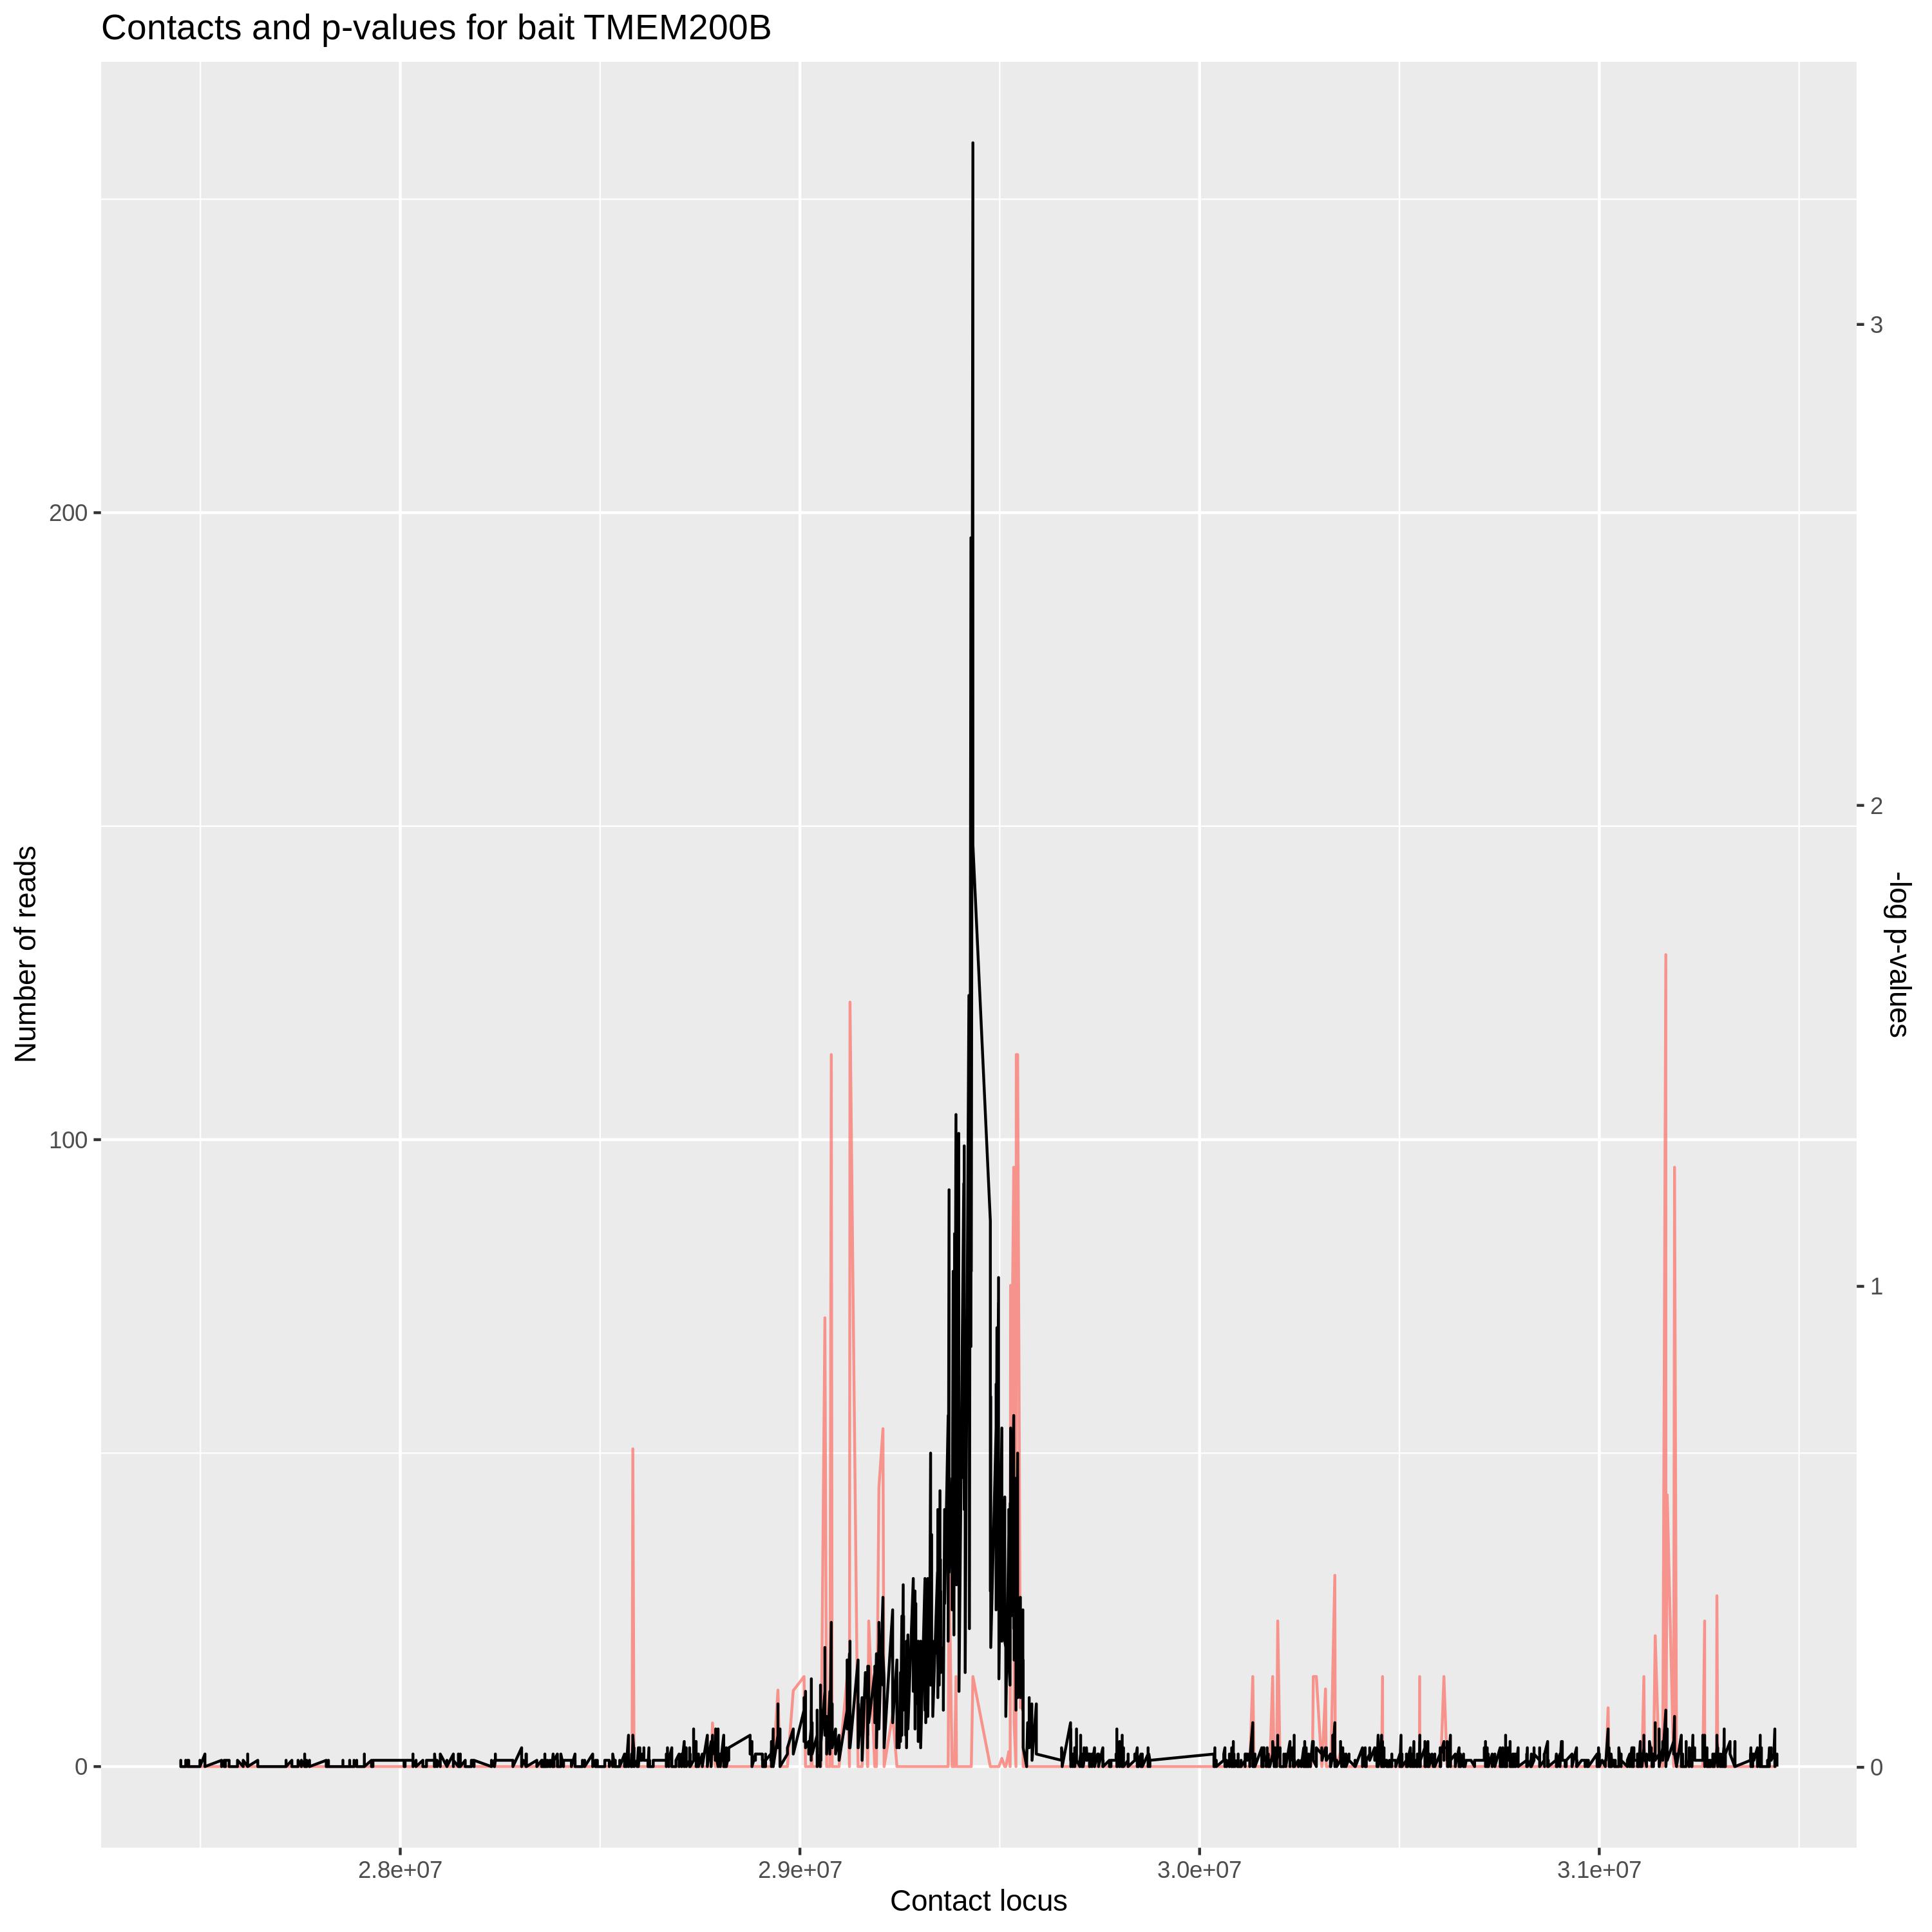 Contacts and p-values for bait TMEM200B
Number of reads
200
100
0
3
2
1
0
-log p-values
2.8e+07
2.9e+07
3.0e+07
3.1e+07
Contact locus